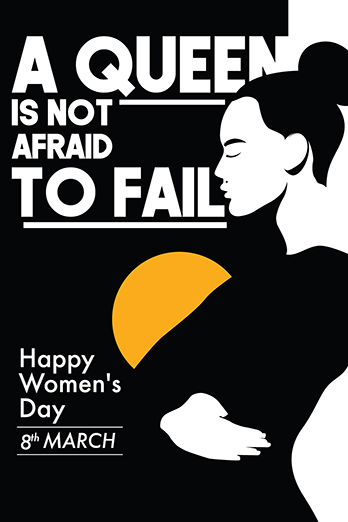 A QUEEN
IS NOT
AFRAID
TO FAIL
Happy
Women's
Day
8th MARCH